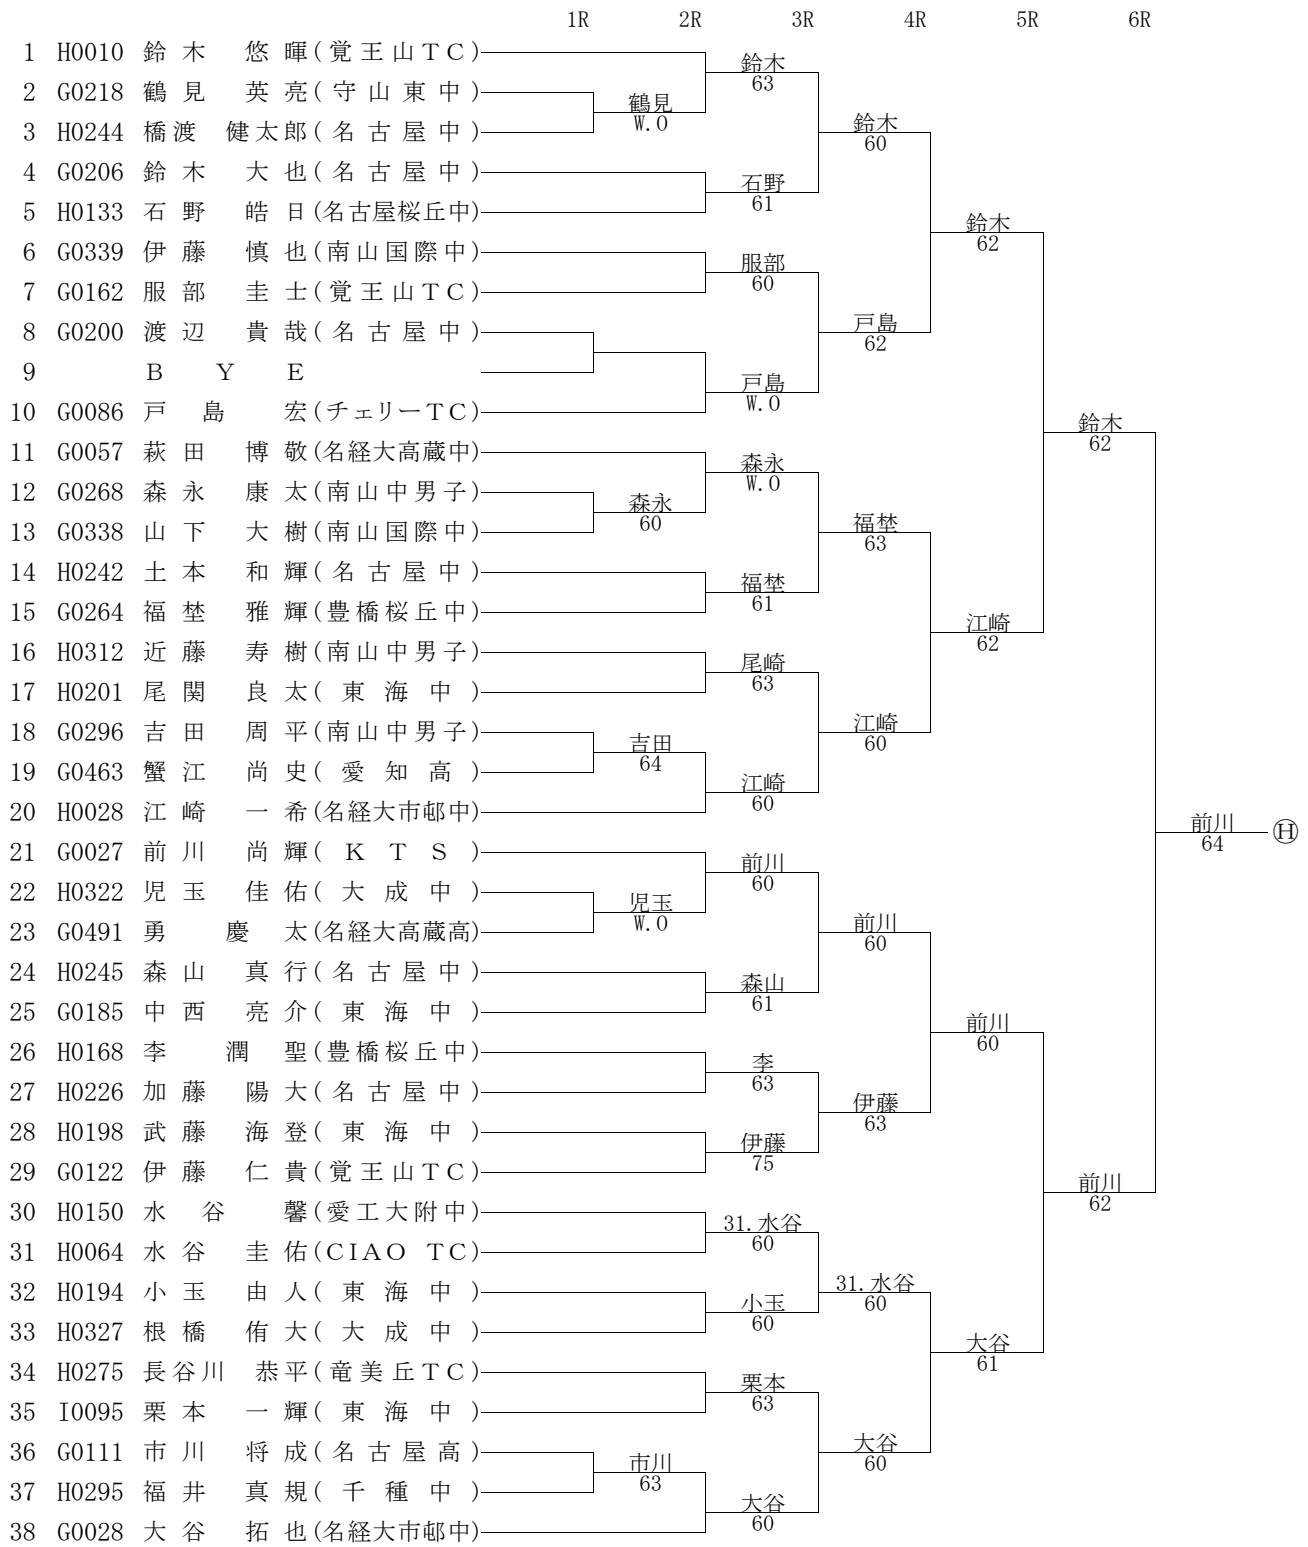 1R 2R 3R 4R 5R 6R
1 H0010 鈴木 悠暉(覚王山TC)
鈴木
63
2 G0218 鶴見 英亮(守山東中)
鶴見
W.O
3 H0244 橋渡 健太郎(名古屋中)
鈴木
60
4 G0206 鈴木 大也(名古屋中)
石野
61
5 H0133 石野 皓日(名古屋桜丘中)
鈴木
62
6 G0339 伊藤 慎也(南山国際中)
服部
60
7 G0162 服部 圭士(覚王山TC)
8 G0200 渡辺 貴哉(名古屋中)
戸島
62
9 BYE
戸島
W.O
10 G0086 戸島 宏(チェリーTC)
鈴木
62
11 G0057 萩田 博敬(名経大高蔵中)
森永
W.O
12 G0268 森永 康太(南山中男子)
森永
60
13 G0338 山下 大樹(南山国際中)
福埜
63
14 H0242 土本 和輝(名古屋中)
福埜
61
15 G0264 福埜 雅輝(豊橋桜丘中)
江崎
62
16 H0312 近藤 寿樹(南山中男子)
尾崎
63
17 H0201 尾関 良太(東海中)
18 G0296 吉田 周平(南山中男子)
江崎
60
吉田
64
19 G0463 蟹江 尚史(愛知高)
江崎
60
20 H0028 江崎 一希(名経大市邨中)
前川
64
Ⓗ
21 G0027 前川 尚輝(KTS)
前川
60
22 H0322 児玉 佳佑(大成中)
児玉
W.O
23 G0491 勇 慶太(名経大高蔵高)
前川
60
24 H0245 森山 真行(名古屋中)
森山
61
25 G0185 中西 亮介(東海中)
前川
60
26 H0168 李 潤聖(豊橋桜丘中)
李
63
27 H0226 加藤 陽大(名古屋中)
伊藤
63
28 H0198 武藤 海登(東海中)
伊藤
75
29 G0122 伊藤 仁貴(覚王山TC)
前川
62
30 H0150 水谷 馨(愛工大附中)
31.水谷
60
31 H0064 水谷 圭佑(CIAO TC)
31.水谷
60
32 H0194 小玉 由人(東海中)
小玉
60
33 H0327 根橋 侑大(大成中)
大谷
61
34 H0275 長谷川 恭平(竜美丘TC)
栗本
63
35 I0095 栗本 一輝(東海中)
36 G0111 市川 将成(名古屋高)
大谷
60
市川
63
37 H0295 福井 真規(千種中)
大谷
60
38 G0028 大谷 拓也(名経大市邨中)